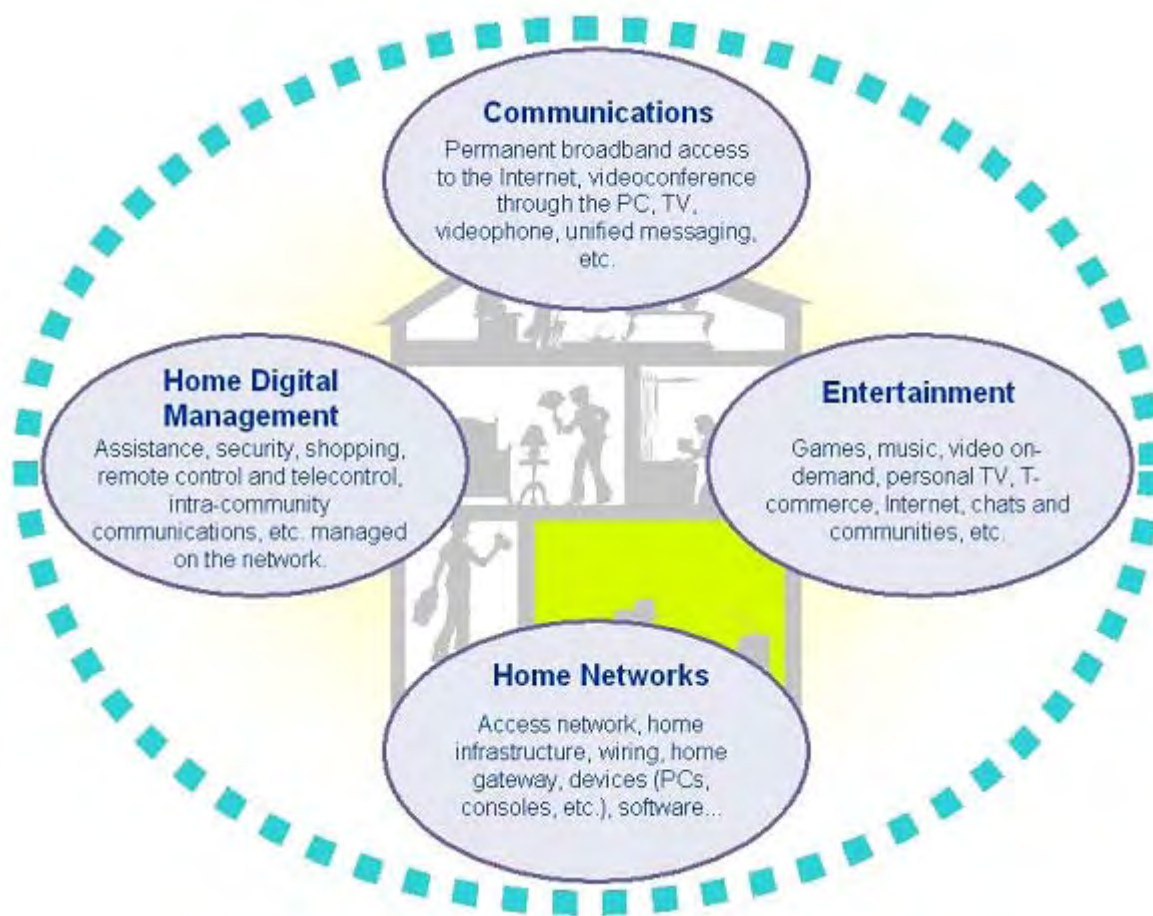 Communications
Permanent broadband access
to the Internet, videoconference
through the PC, TV,
videophone, unified messaging,
etc.
Home Digital
Management
Assistance, security, shopping,
remote control and telecontrol,
intra-community
communications, etc. managed
on the network.
Entertainment
Games, music, video on-
demand, personal TV, T-
commerce, Internet, chats and
communities, etc.
Home Networks
Access network, home
infrastructure, wiring, home
gateway, devices (PCs,
consoles, etc.), software...